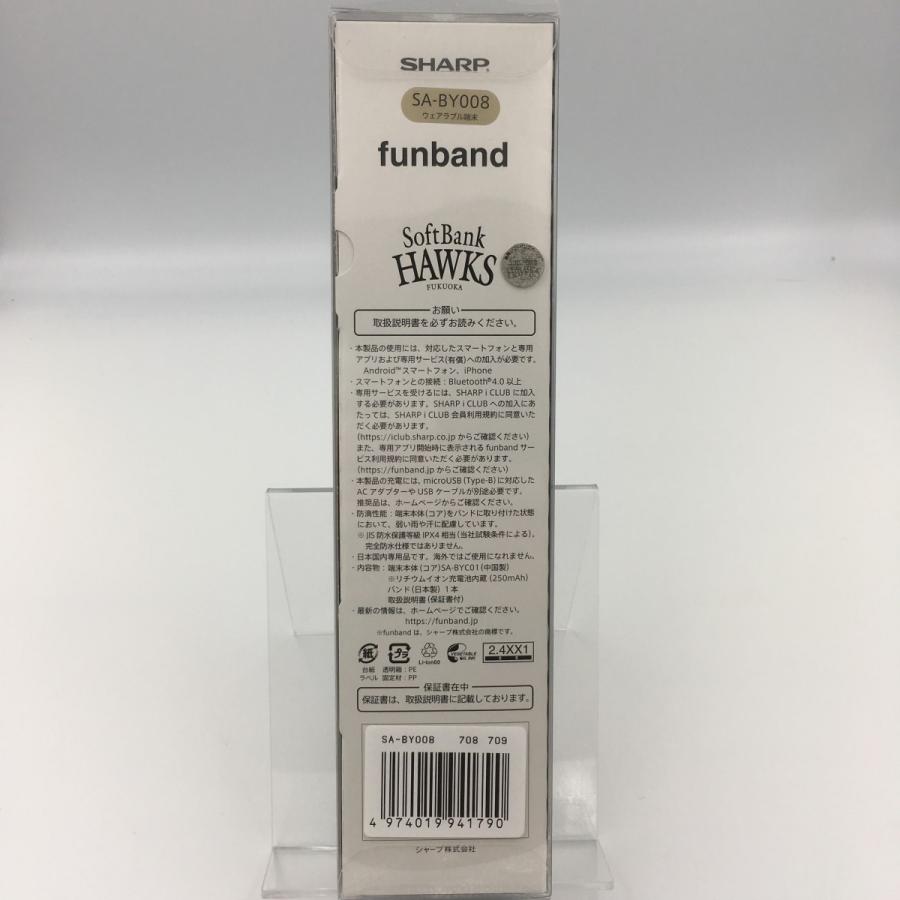 SHARP
SA-BY008
ウェアラブル端末
funband
SoftBank
HAWKS
FUKUOKA
お願い
取扱説明書を必ずお読みください。
・本製品の使用には、対応したスマートフォンと専用
アプリおよび専用サービス(有償)への加入が必要です。
Android™ スマートフォン、iPhone
・スマートフォンとの接続：Bluetooth®4.0 以上
・専用サービスを受けるには、SHARP i CLUB に加入
する必要があります。SHARP i CLUB への加入にあ
たっては、SHARP i CLUB 会員利用規約に同意いた
だく必要があります。
(https://iclub.sharp.co.jp からご確認ください)
また、専用アプリ開始時に表示される funband サー
ビス利用規約に同意いただく必要があります。
(https://funband.jp からご確認ください)
・本製品の充電には、microUSB (Type-B) に対応した
AC アダプターや USB ケーブルが別途必要です。
推奨品は、ホームページからご確認ください。
・防滴性能：端末本体(コア)をバンドに取り付けた状態
において、弱い雨や汗に配慮しています。
※ JIS 防水保護等級 IPX4 相当 (当社試験条件による)。
完全防水仕様ではありません。
・日本国内専用品です。海外ではご使用になれません。
・内容物：端末本体 (コア) SA-BYC01 (中国製)
※リチウムイオン充電池内蔵 (250mAh)
バンド (日本製) 1 本
取扱説明書 (保証書付)
・最新の情報は、ホームページでご確認ください。
https://funband.jp
※funband は、シャープ株式会社の商標です。
紙 プラ Li-ion00 VEGETABLE OIL INK 2.4XX1
台紙 透明箱：PE
ラベル 固定材：PP
保証書在中
保証書は、取扱説明書に記載しております。
SA-BY008 708 709
4 974019 941790
シャープ株式会社